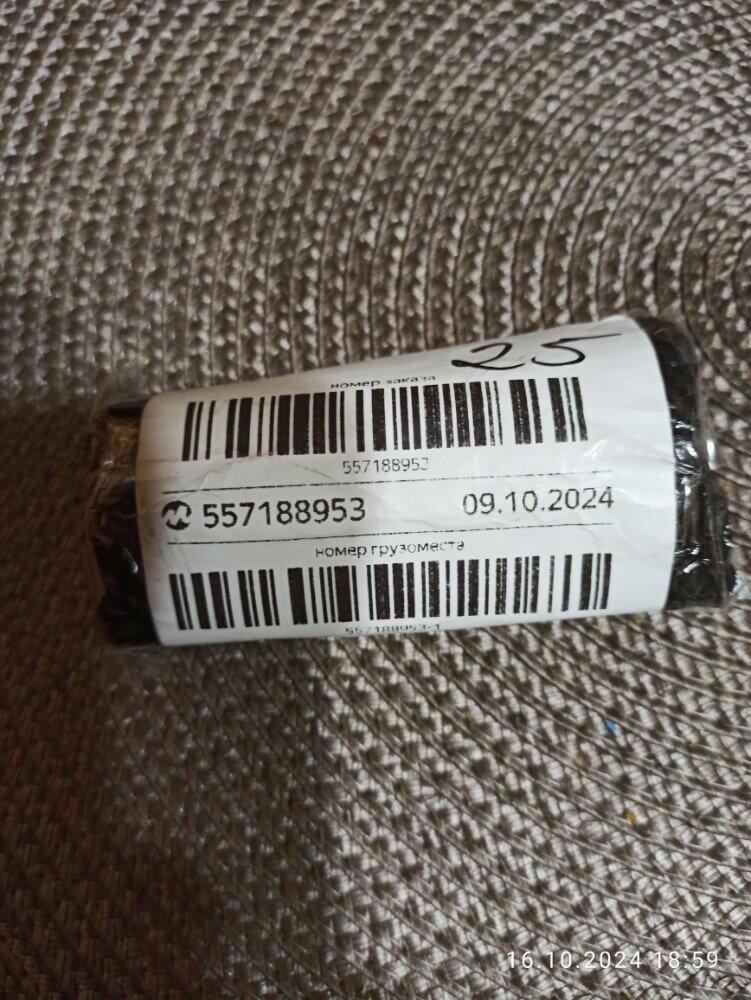 25
номер заказа
557188953
557188953 09.10.2024
номер грузоместа
557188953-1
16.10.2024 18:59